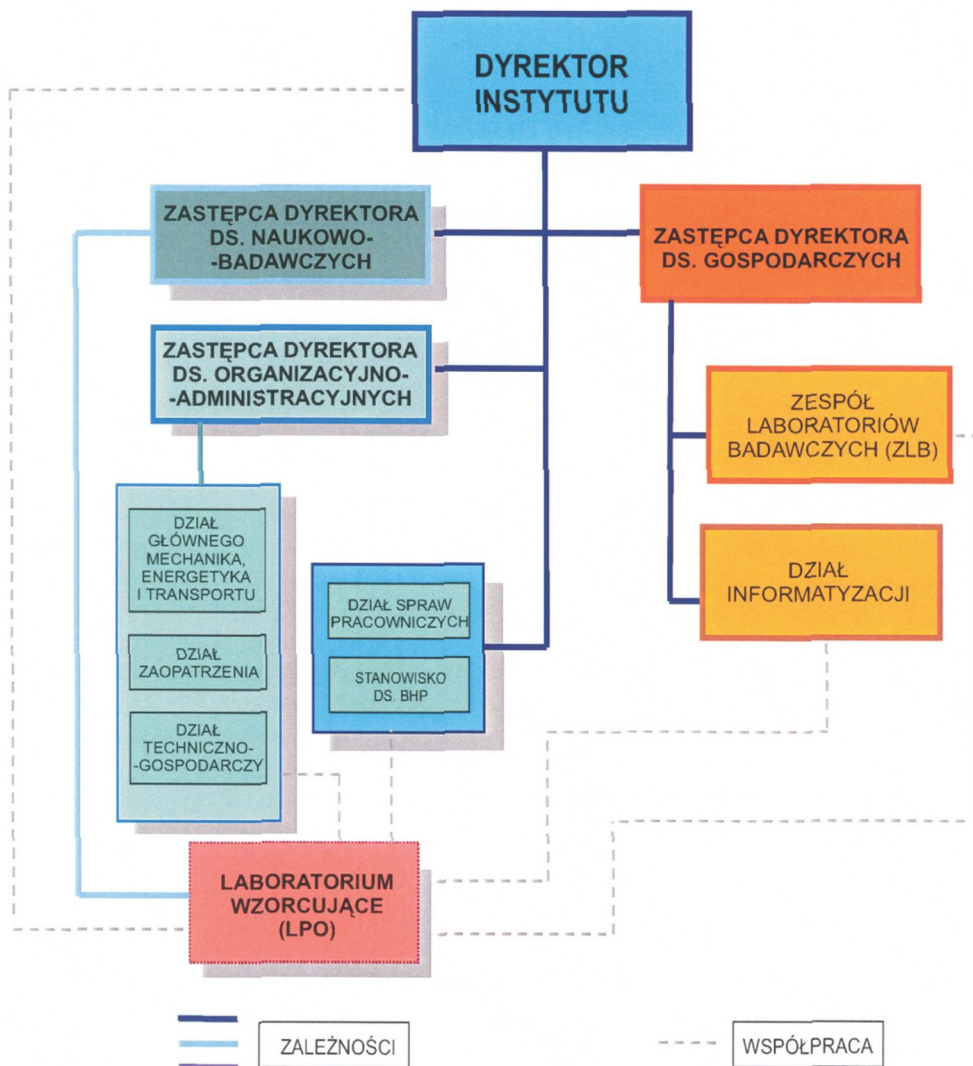 DYREKTOR
INSTYTUTU
ZASTĘPCA DYREKTORA
DS. NAUKOWO-
-BADAWCZYCH
ZASTĘPCA DYREKTORA
DS. GOSPODARCZYCH
ZASTĘPCA DYREKTORA
DS. ORGANIZACYJNO-
-ADMINISTRACYJNYCH
ZESPÓŁ
LABORATORIÓW
BADAWCZYCH (ZLB)
DZIAŁ
GŁÓWNEGO
MECHANIKA,
ENERGETYKA
I TRANSPORTU
DZIAŁ
INFORMATYZACJI
DZIAŁ SPRAW
PRACOWNICZYCH
DZIAŁ
ZAOPATRZENIA
STANOWISKO
DS. BHP
DZIAŁ
TECHNICZNO-
-GOSPODARCZY
LABORATORIUM
WZORCUJĄCE
(LPO)
ZALEŻNOŚCI
WSPÓŁPRACA